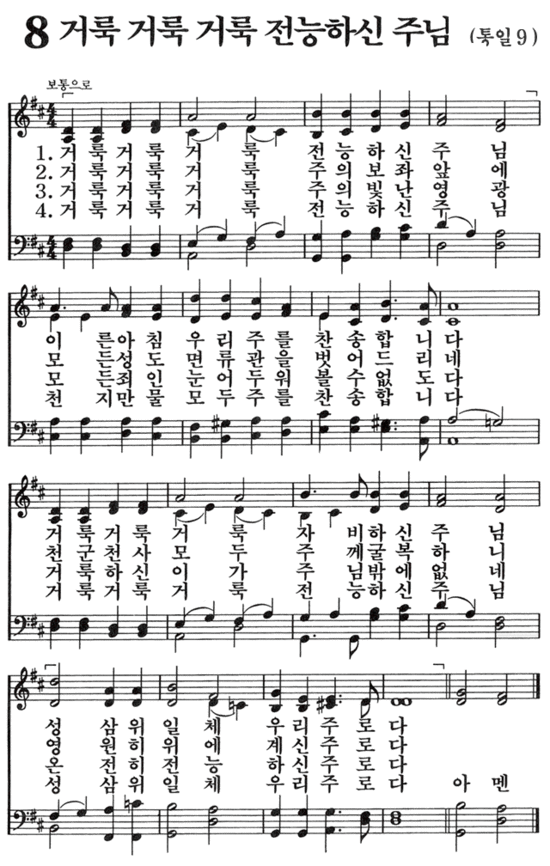 8 거룩 거룩 거룩 전능하신 주님 (통일 9)
보통으로
1. 거룩거룩 거룩 전능하신 주님
2. 거룩거룩 거룩 주의보좌 앞에
3. 거룩거룩 거룩 주의빛난 영광
4. 거룩거룩 거룩 전능하신 주님
이른아침 우리주를 찬송합니다
모든성도 면류관을 벗어드리네
모든죄인 눈어두워 볼수없도다
천지만물 모두주를 찬송합니다
거룩거룩 거룩 자비하신 주님
천군천사 모두 주께굴복하니
거룩하신 이가 주님밖에 없네
거룩거룩 거룩 전능하신 주님
성삼위일체 우리주로다
영원히위에 계신주로다
온전히전능 하신주로다
성삼위일체 우리주로다 아멘